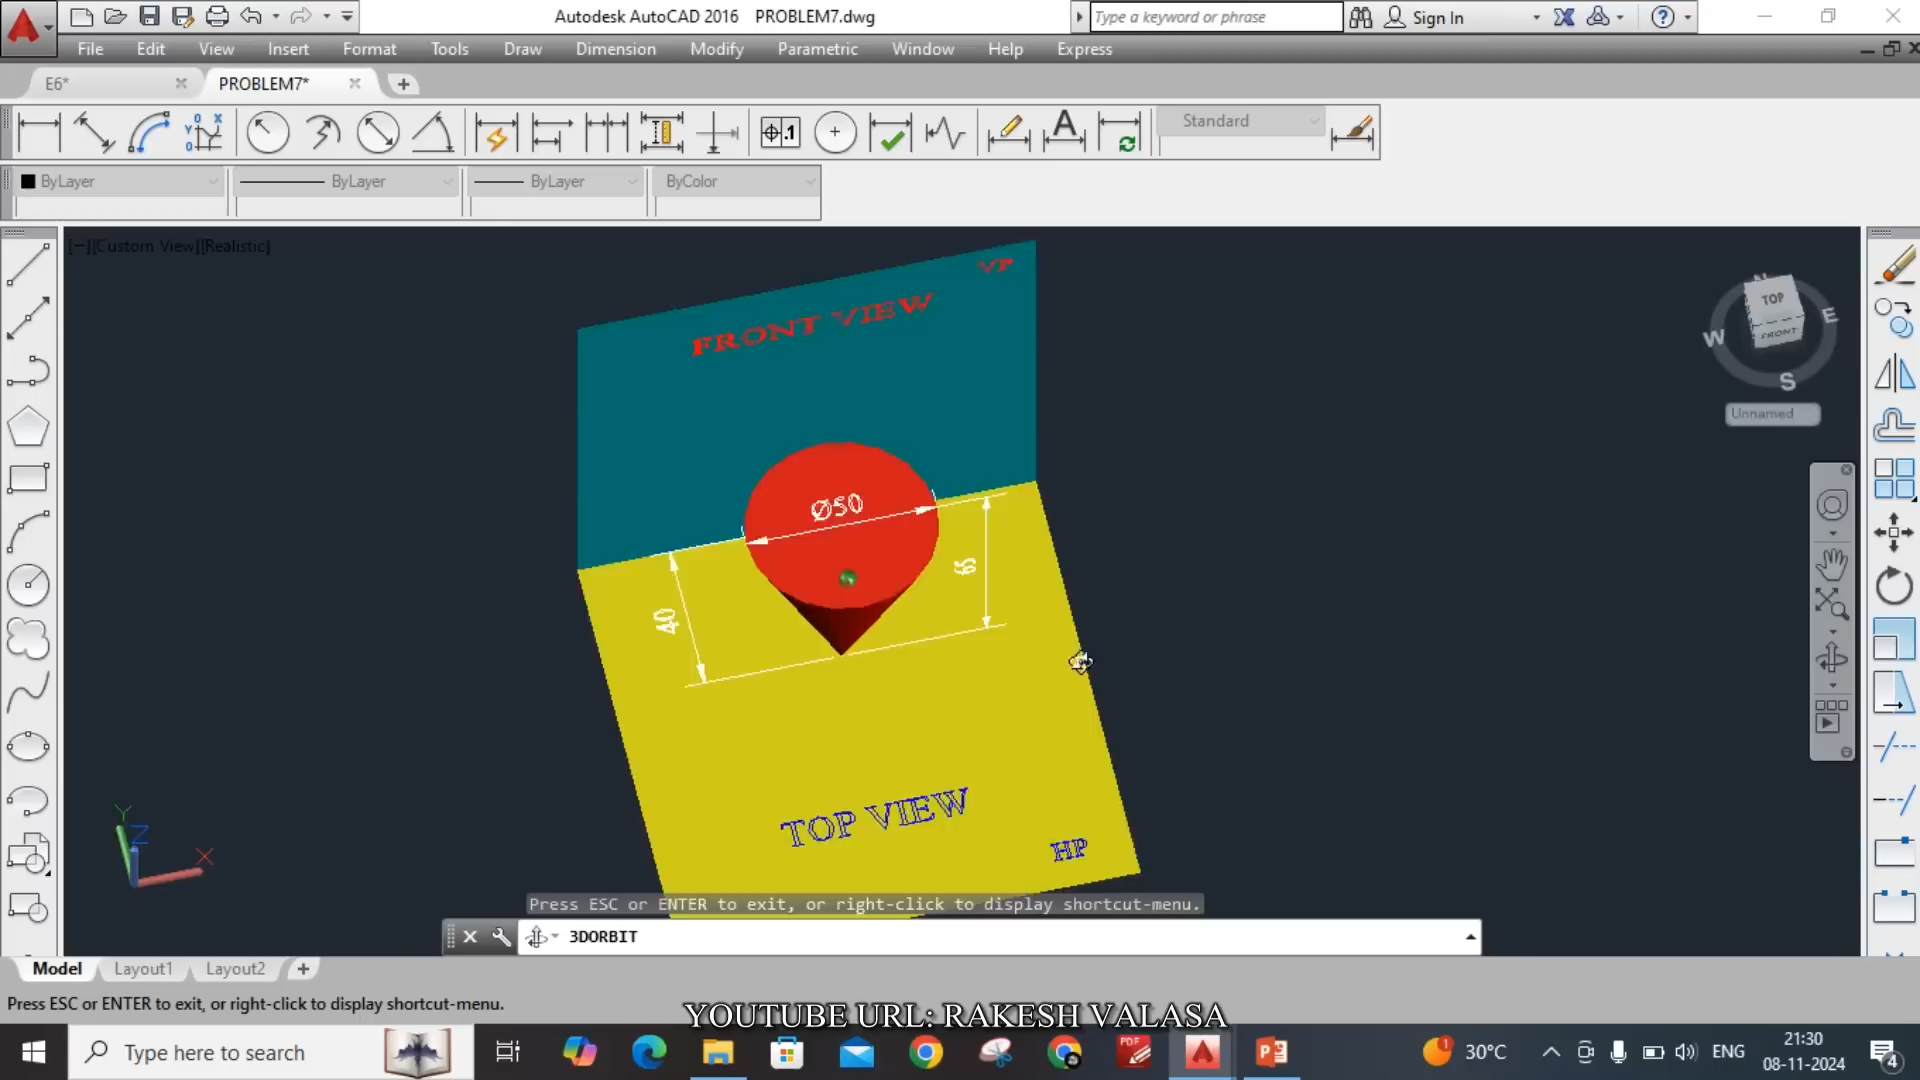 Autodesk AutoCAD 2016 PROBLEM7.dwg
Type a keyword or phrase
Sign In
File Edit View Insert Format Tools Draw Dimension Modify Parametric Window Help Express
E6*
PROBLEM7*
Standard
ByLayer
ByLayer
ByLayer
ByColor
[−][Custom View][Realistic]
VP
FRONT VIEW
TOP
FRONT
N
W
E
S
Unnamed
Ø50
65
40
TOP VIEW
HP
Y
Z
X
Press ESC or ENTER to exit, or right-click to display shortcut-menu.
3DORBIT
Model
Layout1
Layout2
Press ESC or ENTER to exit, or right-click to display shortcut-menu.
YOUTUBE URL: RAKESH VALASA
Type here to search
30°C
ENG
21:30
08-11-2024
4